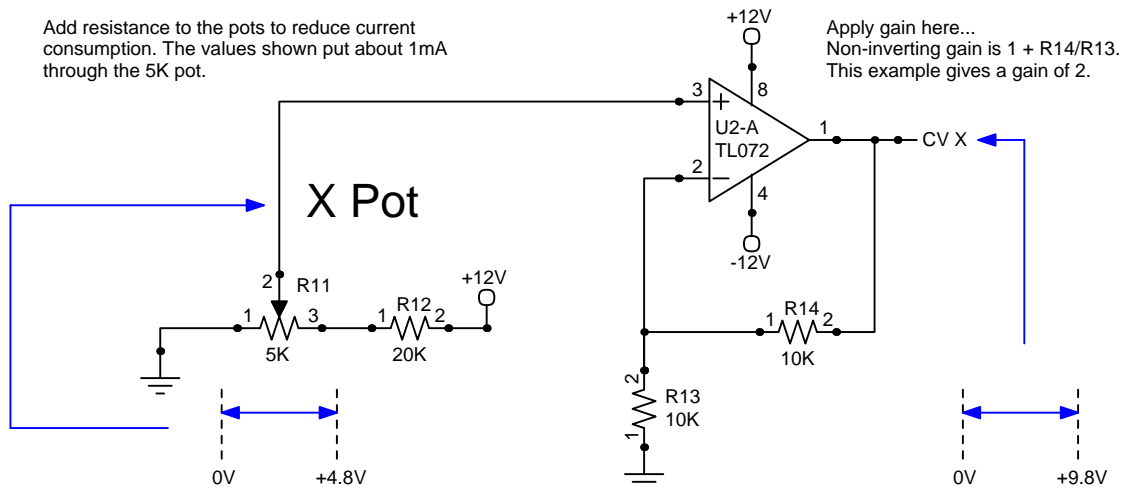 Add resistance to the pots to reduce current
consumption. The values shown put about 1mA
through the 5K pot.
+12V
Apply gain here...
Non-inverting gain is 1 + R14/R13.
This example gives a gain of 2.
8
3
+
U2-A
TL072
1
CV X
2
−
4
-12V
X Pot
2
R11
1
3
5K
+12V
R12
1
2
20K
R14
1
2
10K
2
R13
10K
1
0V
+4.8V
0V
+9.8V